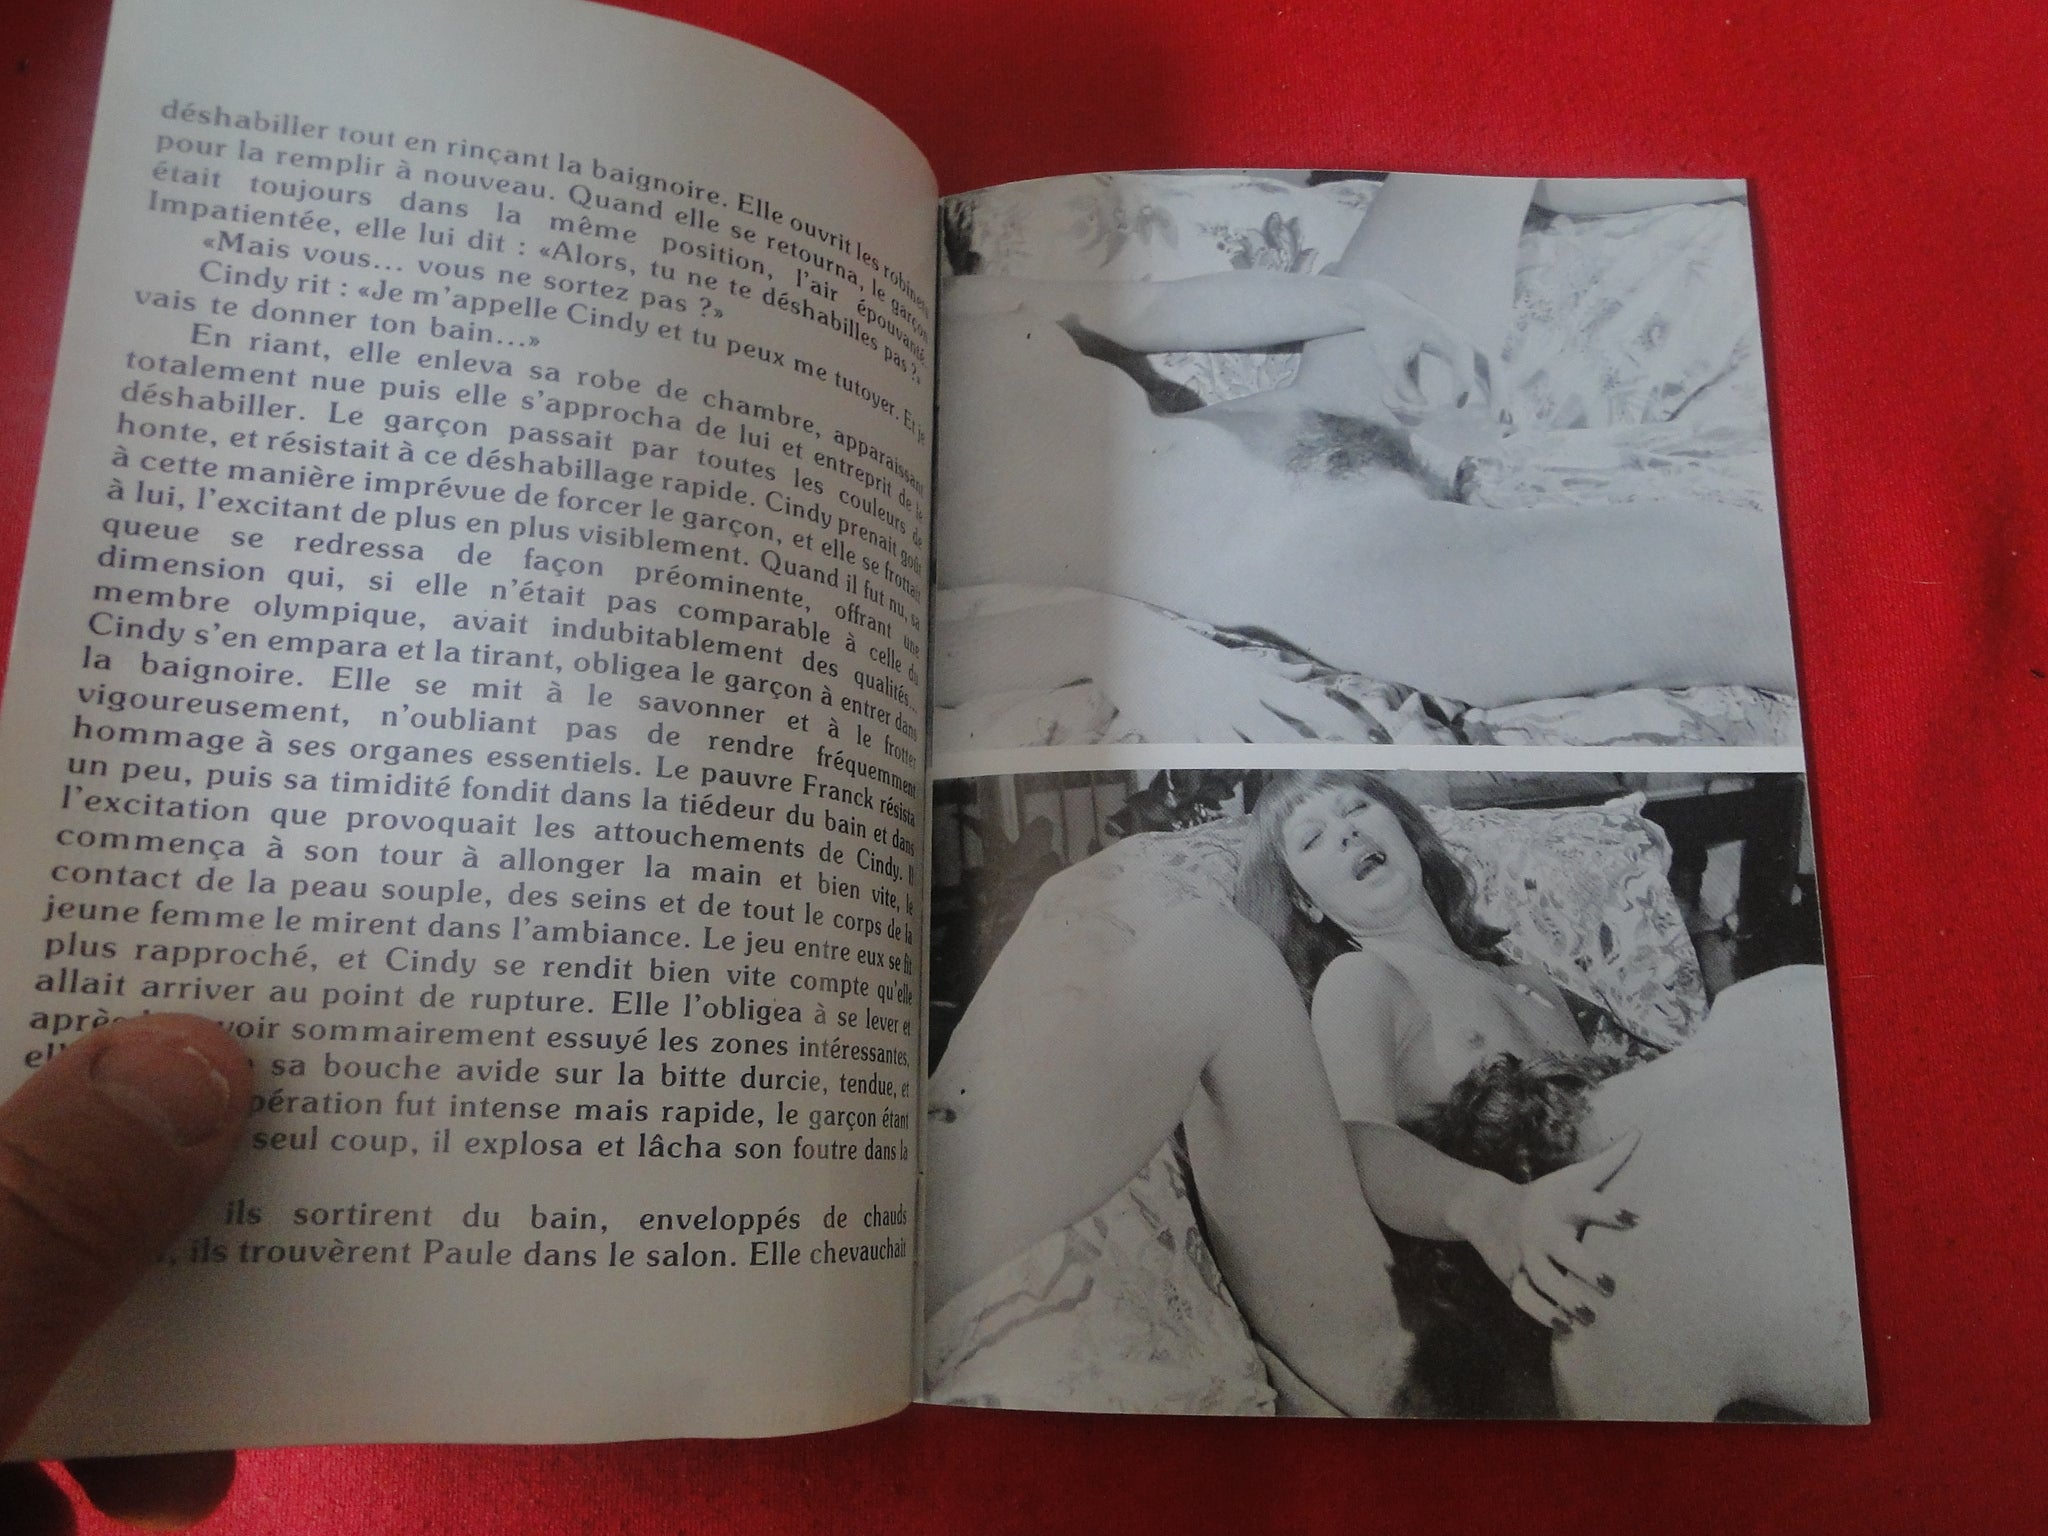 déshabiller tout en rinçant la baignoire. Elle ouvrit les robinets
pour la remplir à nouveau. Quand elle se retourna, le garçon
était toujours dans la même position, l'air épouvanté.
Impatientée, elle lui dit : «Alors, tu ne te déshabilles pas ?»
«Mais vous... vous ne sortez pas ?»
Cindy rit : «Je m'appelle Cindy et tu peux me tutoyer. Et je
vais te donner ton bain...»
En riant, elle enleva sa robe de chambre, apparaissant
totalement nue puis elle s'approcha de lui et entreprit de le
déshabiller. Le garçon passait par toutes les couleurs de
honte, et résistait à ce déshabillage rapide. Cindy prenait goût
à cette manière imprévue de forcer le garçon, et elle se frottait
à lui, l'excitant de plus en plus visiblement. Quand il fut nu, sa
queue se redressa de façon préominente, offrant une
dimension qui, si elle n'était pas comparable à celle du
membre olympique, avait indubitablement des qualités...
Cindy s'en empara et la tirant, obligea le garçon à entrer dans
la baignoire. Elle se mit à le savonner et à le frotter
vigoureusement, n'oubliant pas de rendre fréquemment
hommage à ses organes essentiels. Le pauvre Franck résista
un peu, puis sa timidité fondit dans la tiédeur du bain et dans
l'excitation que provoquait les attouchements de Cindy. Il
commença à son tour à allonger la main et bien vite, le
contact de la peau souple, des seins et de tout le corps de la
jeune femme le mirent dans l'ambiance. Le jeu entre eux se fit
plus rapproché, et Cindy se rendit bien vite compte qu'elle
allait arriver au point de rupture. Elle l'obligea à se lever et
après sommairement essuyé les zones intéressantes,
sa bouche avide sur la bitte durcie, tendue, et
fut intense mais rapide, le garçon étant
seul coup, il explosa et lâcha son foutre dans la
ils sortirent du bain, enveloppés de chauds
ils trouvèrent Paule dans le salon. Elle chevauchait